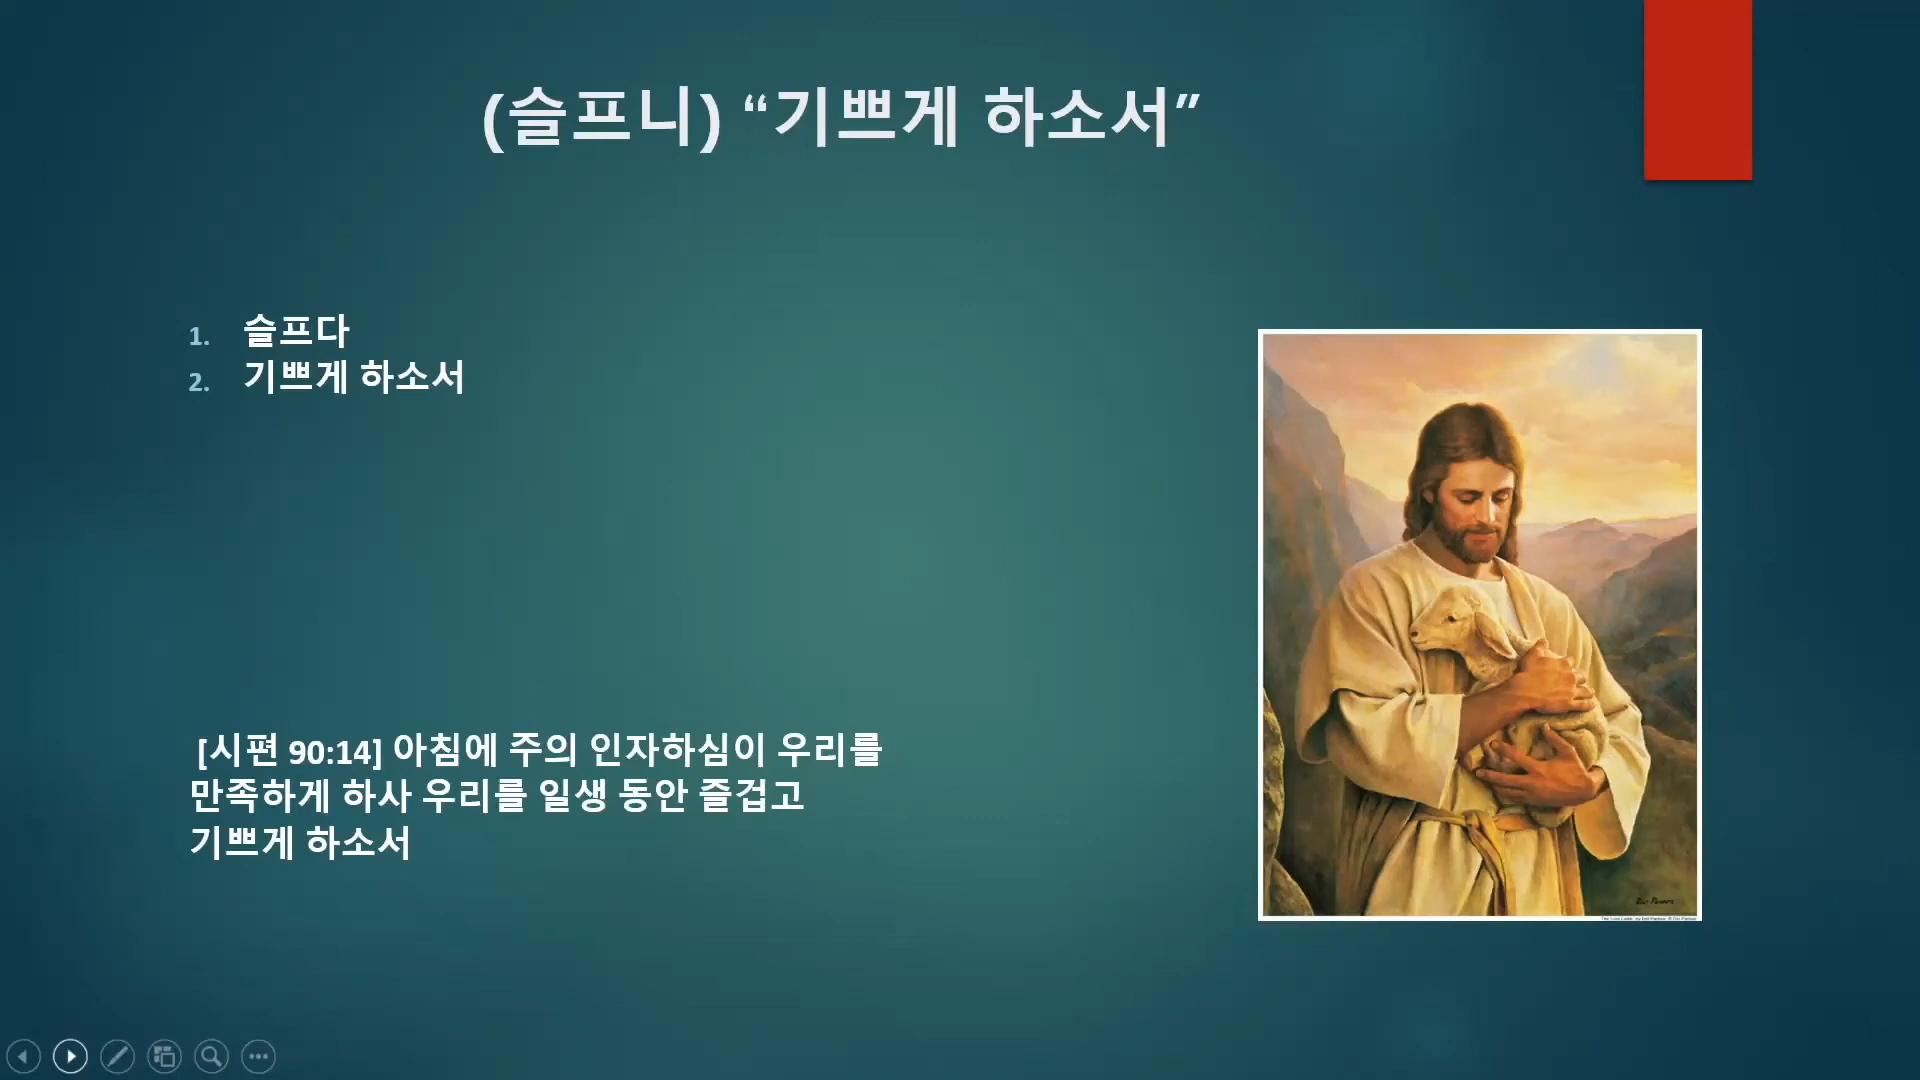 (슬프니) “기쁘게 하소서”
1. 슬프다
2. 기쁘게 하소서
[시편 90:14] 아침에 주의 인자하심이 우리를
만족하게 하사 우리를 일생 동안 즐겁고
기쁘게 하소서